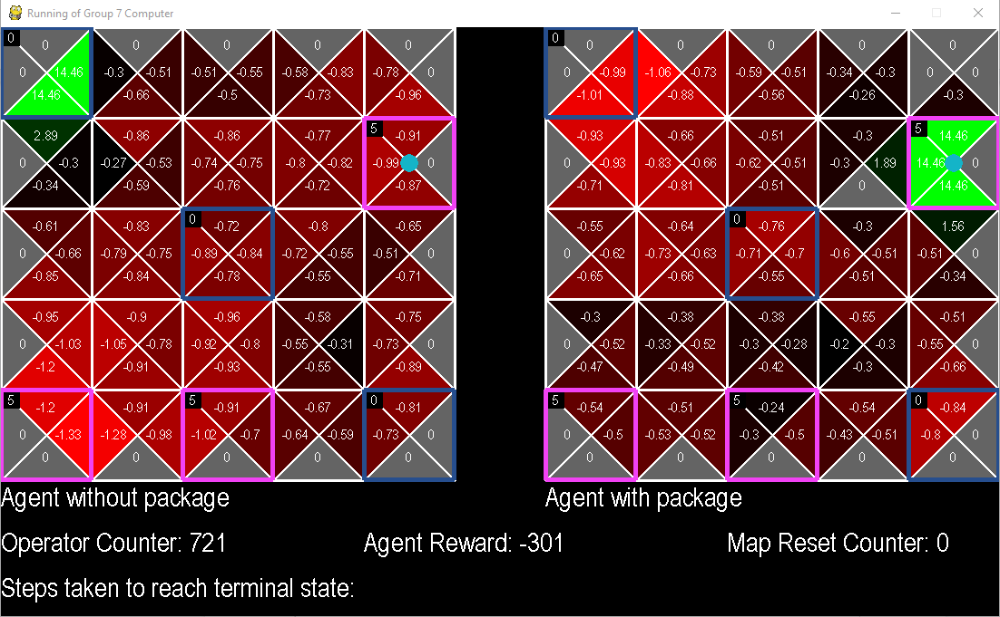 Running of Group 7 Computer
0 0 0 0 0 0 0 0 0 0 0 0
0 14.46 -0.3 -0.51 -0.51 -0.55 -0.58 -0.83 -0.78 0 0 -0.99 -1.06 -0.73 -0.59 -0.51 -0.34 -0.3 0 0
14.46 -0.66 -0.5 -0.73 -0.96 -1.01 -0.88 -0.56 -0.26 -0.3
2.89 -0.86 -0.86 -0.77 5 -0.91 -0.93 -0.66 -0.51 -0.3 5 14.46
0 -0.3 -0.27 -0.53 -0.74 -0.75 -0.8 -0.82 -0.99 0 0 -0.93 -0.83 -0.66 -0.62 -0.51 -0.3 1.89 14.46 0
-0.34 -0.59 -0.76 -0.72 -0.87 -0.71 -0.81 -0.51 0 14.46
-0.61 -0.83 0 -0.72 -0.8 -0.65 -0.55 -0.64 0 -0.76 -0.3 1.56
0 -0.66 -0.79 -0.75 -0.89 -0.84 -0.72 -0.55 -0.51 0 0 -0.62 -0.73 -0.63 -0.71 -0.7 -0.6 -0.51 -0.51 0
-0.85 -0.84 -0.78 -0.55 -0.71 -0.65 -0.66 -0.55 -0.51 -0.34
-0.95 -0.9 -0.96 -0.58 -0.75 -0.3 -0.38 -0.38 -0.55 -0.51
0 -1.03 -1.05 -0.78 -0.92 -0.8 -0.55 -0.31 -0.73 0 0 -0.52 -0.33 -0.52 -0.3 -0.28 -0.2 -0.3 -0.55 0
-1.2 -0.91 -0.93 -0.55 -0.89 -0.47 -0.49 -0.42 -0.3 -0.66
5 -1.2 -0.91 5 -0.91 -0.67 0 -0.81 5 -0.54 -0.51 5 -0.24 -0.54 0 -0.84
0 -1.33 -1.28 -0.98 -1.02 -0.7 -0.64 -0.59 -0.73 0 0 -0.5 -0.53 -0.52 -0.3 -0.5 -0.43 -0.51 -0.8 0
0 0 0 0 0 0 0 0 0 0
Agent without package Agent with package
Operator Counter: 721 Agent Reward: -301 Map Reset Counter: 0
Steps taken to reach terminal state: